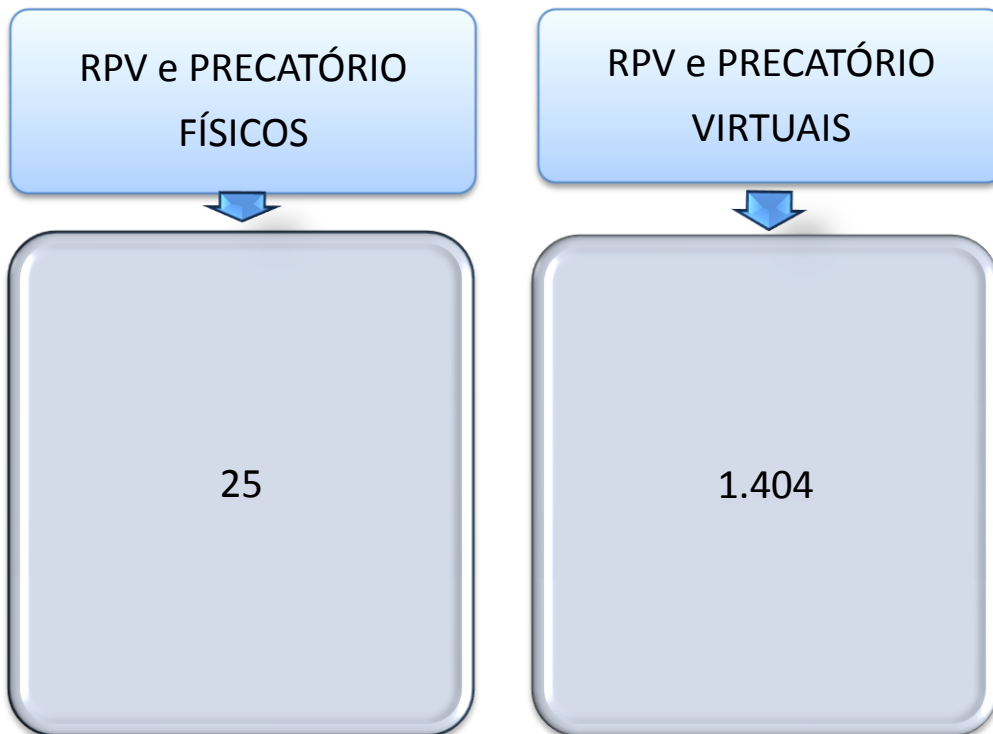 RPV e PRECATÓRIO
FÍSICOS
25
RPV e PRECATÓRIO
VIRTUAIS
1.404